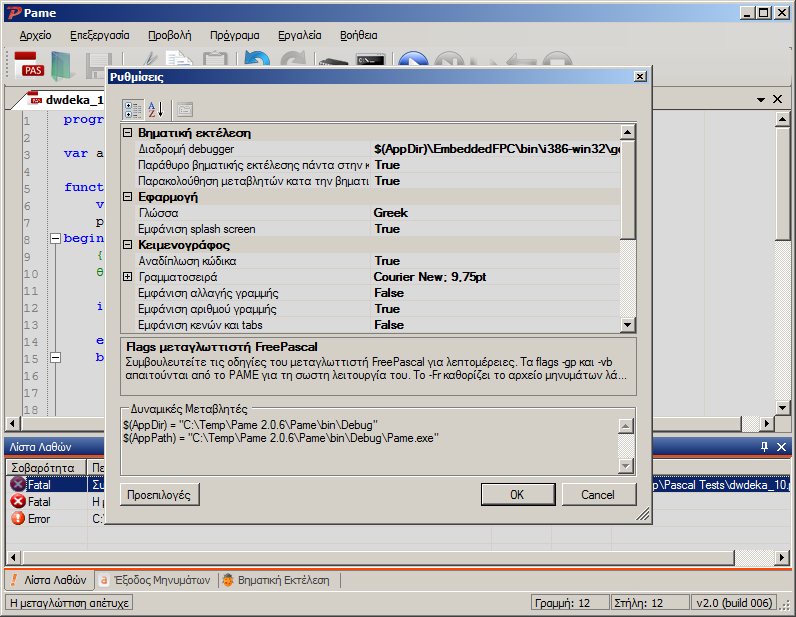 Pame
Αρχείο Επεξεργασία Προβολή Πρόγραμα Εργαλεία Βοήθεια
PAS
Ρυθμίσεις
dwdeka_1
1 progr
2
3 var a
4
5 funct
6 v
7 p
8 begin
9 {
10 θ
11
12 i
13
14 e
15 b
16
17
18
Βηματική εκτέλεση
Διαδρομή debugger $(AppDir)\EmbeddedFPC\bin\i386-win32\g
Παράθυρο βηματικής εκτέλεσης πάντα στην κ True
Παρακολούθηση μεταβλητών κατα την βηματι True
Εφαρμογή
Γλώσσα Greek
Εμφάνιση splash screen True
Κειμενογράφος
Αναδίπλωση κώδικα True
Γραμματοσειρά Courier New; 9,75pt
Εμφάνιση αλλαγής γραμμής False
Εμφάνιση αριθμού γραμμής True
Εμφάνιση κενών και tabs False
Flags μεταγλωττιστή FreePascal
Συμβουλευτείτε τις οδηγίες του μεταγλωττιστή FreePascal για λεπτομέρειες. Τα flags -gp και -vb
απαιτούνται από το PAME για τη σωστη λειτουργία του. Το -Fr καθορίζει το αρχείο μηνυμάτων λά...
Δυναμικές Μεταβλητές
$(AppDir) = "C:\Temp\Pame 2.0.6\Pame\bin\Debug"
$(AppPath) = "C:\Temp\Pame 2.0.6\Pame\bin\Debug\Pame.exe"
Προεπιλογές OK Cancel
Λίστα Λαθών
Σοβαρότητα Πε
Fatal Συ p\Pascal Tests\dwdeka_10.
Fatal Η μ
Error C:
Λίστα Λαθών Έξοδος Μηνυμάτων Βηματική Εκτέλεση
Η μεταγλώττιση απέτυχε Γραμμή: 12 Στήλη: 12 v2.0 (build 006)